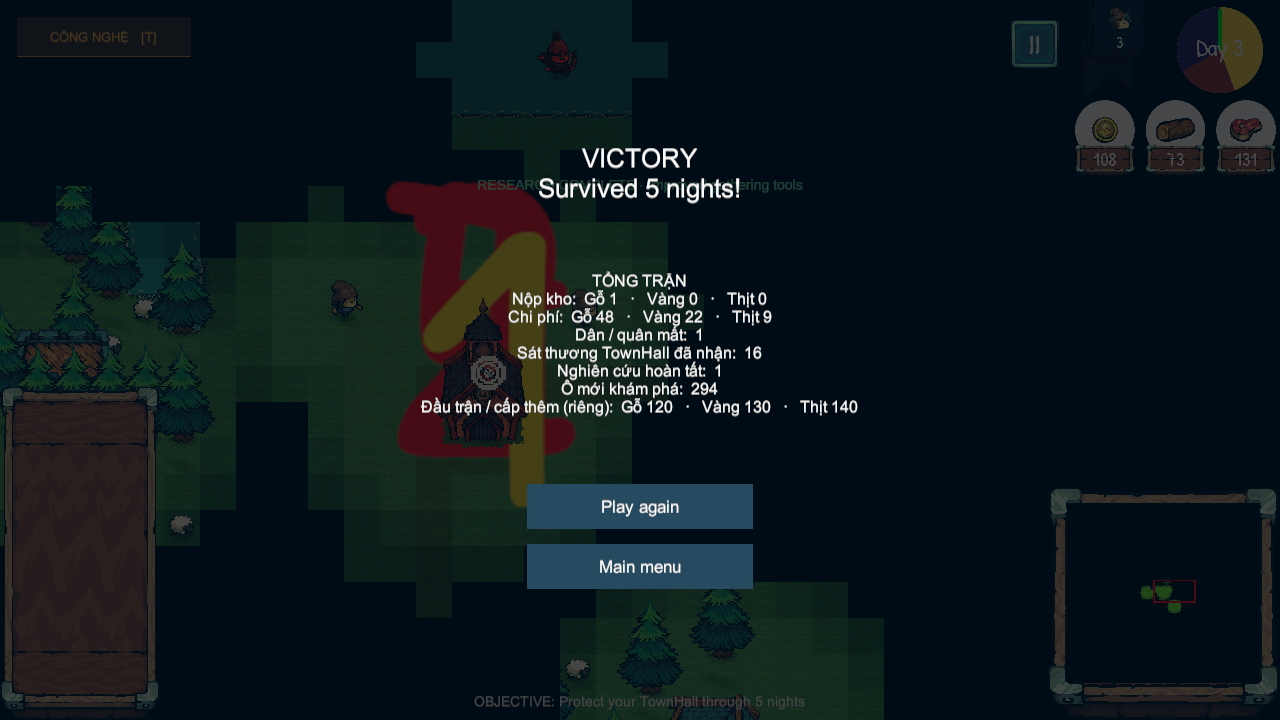 CÔNG NGHỆ [T]
3
Day 3
108
73
131
VICTORY
Survived 5 nights!
TỔNG TRẬN
Nộp kho: Gỗ 1 · Vàng 0 · Thịt 0
Chi phí: Gỗ 48 · Vàng 22 · Thịt 9
Dân / quân mất: 1
Sát thương TownHall đã nhận: 16
Nghiên cứu hoàn tất: 1
Ô mới khám phá: 294
Đầu trận / cấp thêm (riêng): Gỗ 120 · Vàng 130 · Thịt 140
Play again
Main menu
OBJECTIVE: Protect your TownHall through 5 nights